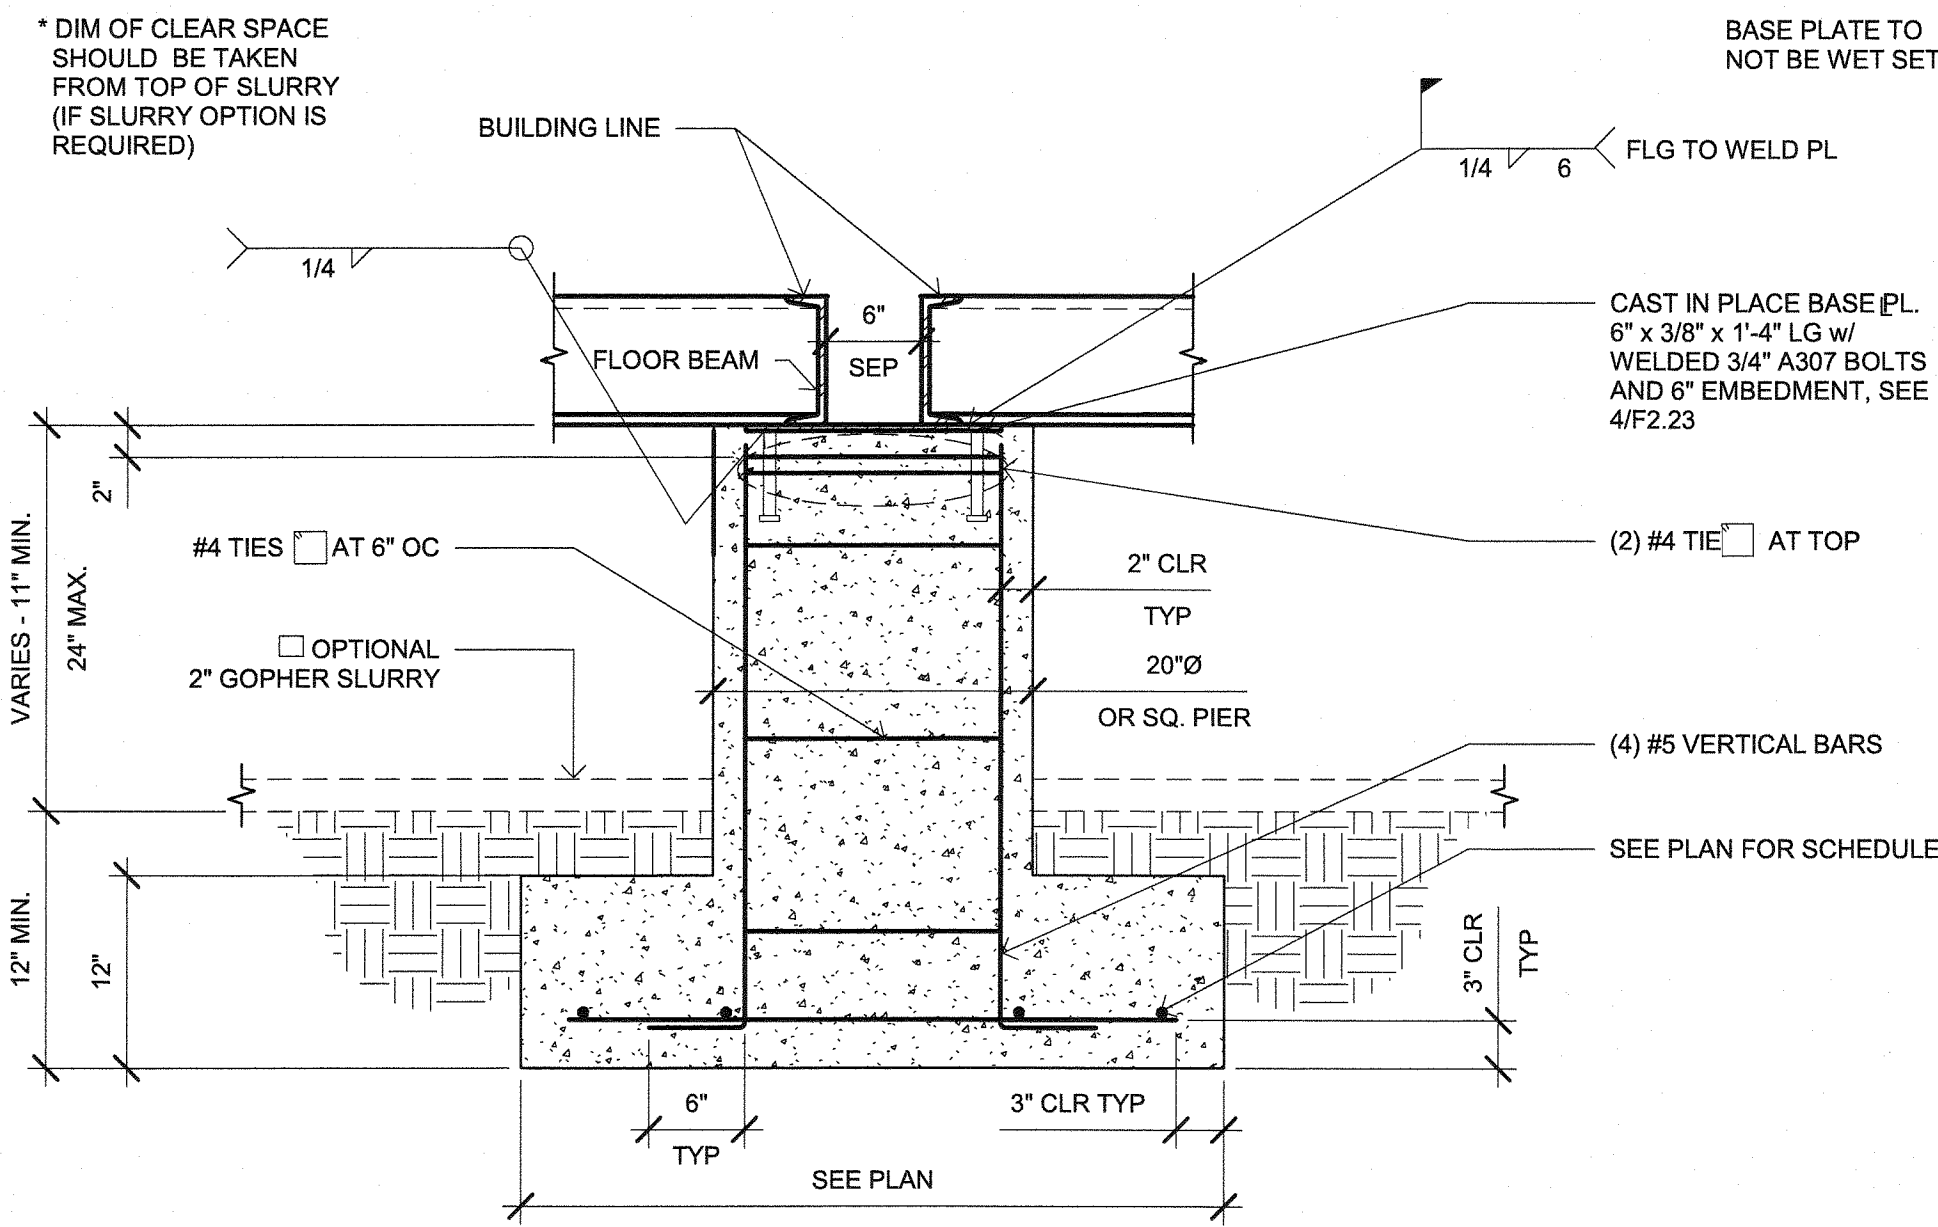 * DIM OF CLEAR SPACE
SHOULD BE TAKEN
FROM TOP OF SLURRY
(IF SLURRY OPTION IS
REQUIRED)
BASE PLATE TO
NOT BE WET SET
BUILDING LINE
1/4
6
FLG TO WELD PL
1/4
6"
SEP
FLOOR BEAM
CAST IN PLACE BASE PL.
6" x 3/8" x 1'-4" LG w/
WELDED 3/4" A307 BOLTS
AND 6" EMBEDMENT, SEE
4/F2.23
2"
#4 TIES AT 6" OC
(2) #4 TIE AT TOP
2" CLR
TYP
VARIES - 11" MIN.
24" MAX.
OPTIONAL
2" GOPHER SLURRY
20"Ø
OR SQ. PIER
(4) #5 VERTICAL BARS
SEE PLAN FOR SCHEDULE
12" MIN.
12"
3" CLR
TYP
6"
TYP
3" CLR TYP
SEE PLAN